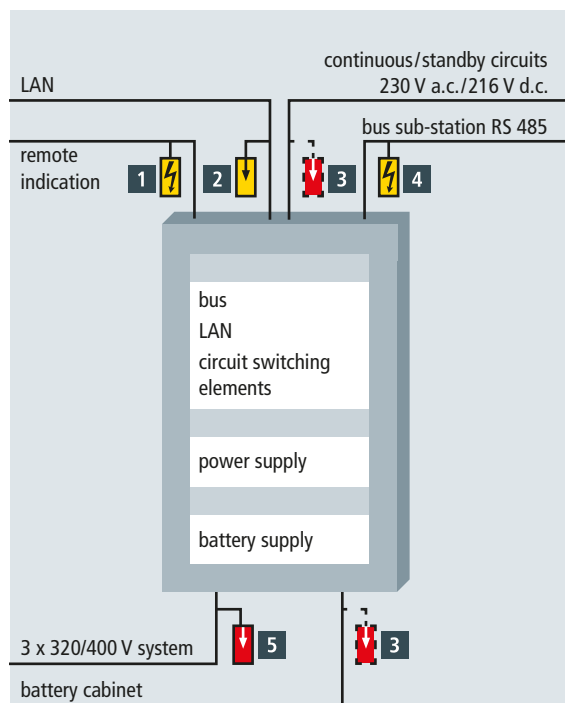 continuous/standby circuits
LAN
230 V a.c./216 V d.c.
bus sub-station RS 485
remote
indication
1
2
3
4
bus
LAN
circuit switching
elements
power supply
battery supply
3 x 320/400 V system
5
3
battery cabinet